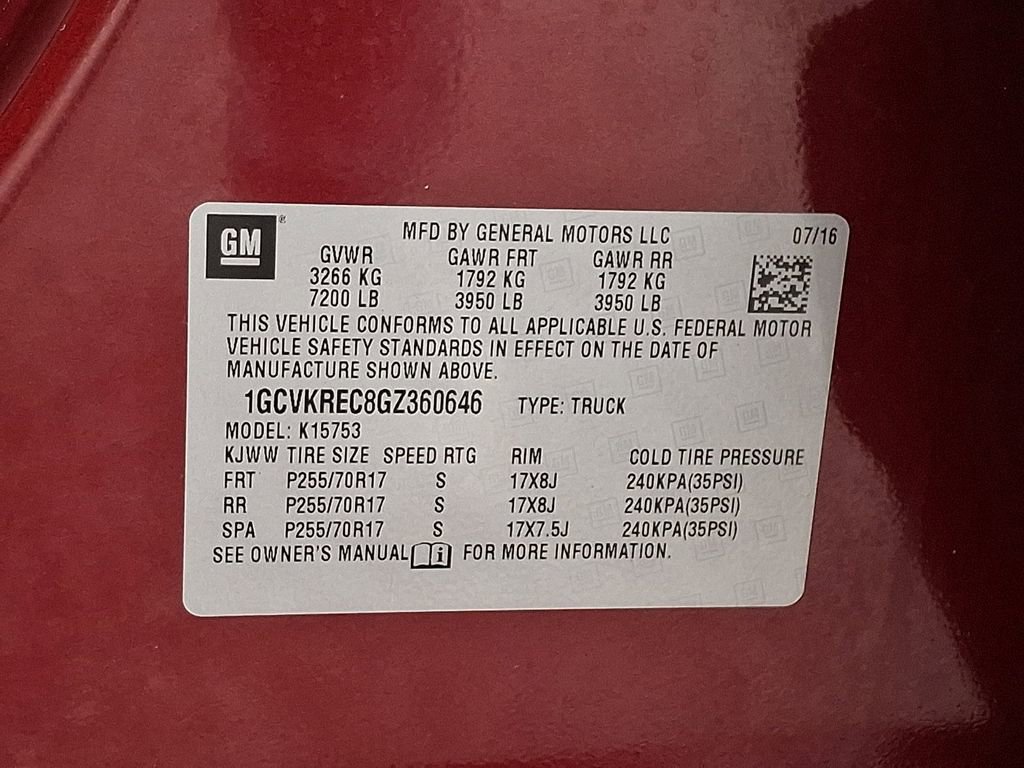 GM® MFD BY GENERAL MOTORS LLC 07/16
GVWR GAWR FRT GAWR RR
3266 KG 1792 KG 1792 KG
7200 LB 3950 LB 3950 LB
THIS VEHICLE CONFORMS TO ALL APPLICABLE U.S. FEDERAL MOTOR
VEHICLE SAFETY STANDARDS IN EFFECT ON THE DATE OF
MANUFACTURE SHOWN ABOVE.
1GCVKREC8GZ360646 TYPE: TRUCK
MODEL: K15753
KJWW TIRE SIZE SPEED RTG RIM COLD TIRE PRESSURE
FRT P255/70R17 S 17X8J 240KPA(35PSI)
RR P255/70R17 S 17X8J 240KPA(35PSI)
SPA P255/70R17 S 17X7.5J 240KPA(35PSI)
SEE OWNER'S MANUAL i FOR MORE INFORMATION.